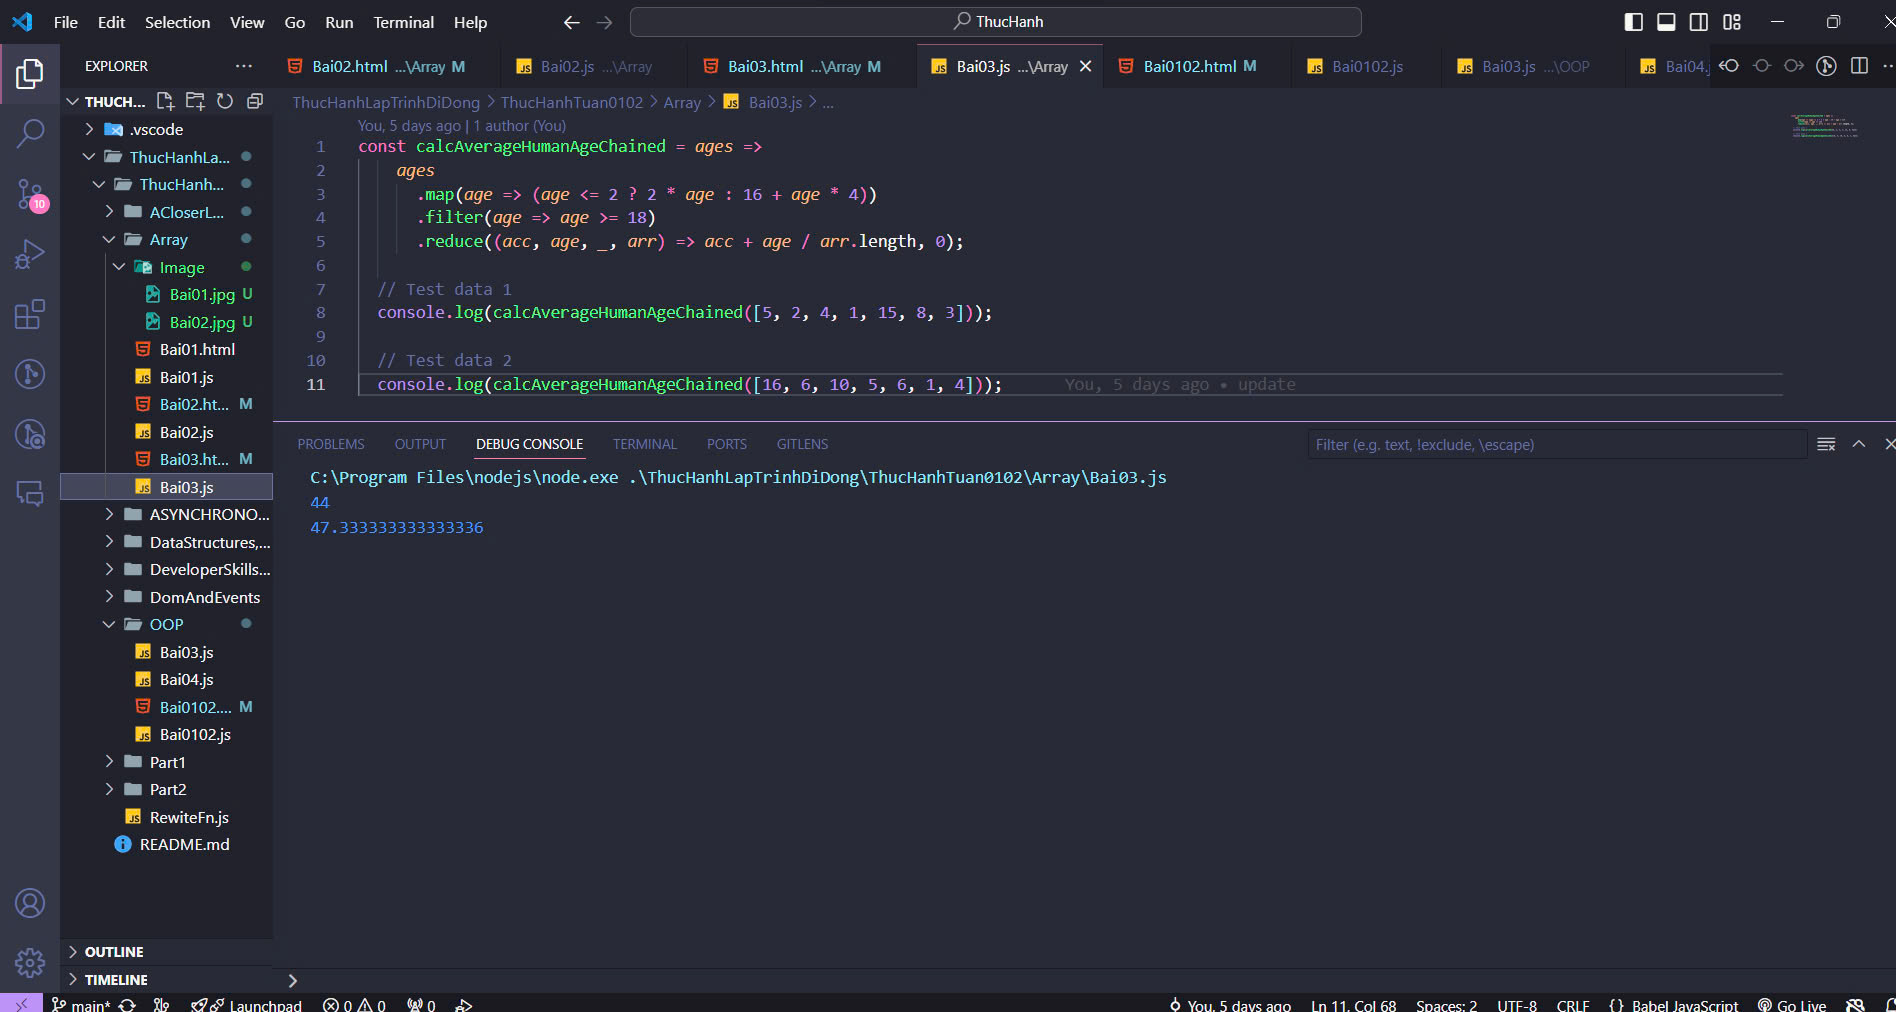 File Edit Selection View Go Run Terminal Help
ThucHanh
EXPLORER
Bai02.html ...\Array M
Bai02.js ...\Array
Bai03.html ...\Array M
Bai03.js ...\Array
Bai0102.html M
Bai0102.js
Bai03.js ...\OOP
Bai04.j
THUCH...
.vscode
ThucHanhLa...
ThucHanh...
ACloserL...
Array
Image
Bai01.jpg U
Bai02.jpg U
Bai01.html
Bai01.js
Bai02.ht... M
Bai02.js
Bai03.ht... M
Bai03.js
ASYNCHRONO...
DataStructures,...
DeveloperSkills...
DomAndEvents
OOP
Bai03.js
Bai04.js
Bai0102.... M
Bai0102.js
Part1
Part2
RewiteFn.js
README.md
OUTLINE
TIMELINE
10
ThucHanhLapTrinhDiDong > ThucHanhTuan0102 > Array > Bai03.js > ...
You, 5 days ago | 1 author (You)
1 const calcAverageHumanAgeChained = ages =>
2 ages
3 .map(age => (age <= 2 ? 2 * age : 16 + age * 4))
4 .filter(age => age >= 18)
5 .reduce((acc, age, _, arr) => acc + age / arr.length, 0);
6
7 // Test data 1
8 console.log(calcAverageHumanAgeChained([5, 2, 4, 1, 15, 8, 3]));
9
10 // Test data 2
11 console.log(calcAverageHumanAgeChained([16, 6, 10, 5, 6, 1, 4])); You, 5 days ago • update
PROBLEMS OUTPUT DEBUG CONSOLE TERMINAL PORTS GITLENS
Filter (e.g. text, !exclude, \escape)
C:\Program Files\nodejs\node.exe .\ThucHanhLapTrinhDiDong\ThucHanhTuan0102\Array\Bai03.js
44
47.333333333333336
main* Launchpad 0 0 0
You, 5 days ago Ln 11, Col 68 Spaces: 2 UTF-8 CRLF {} Babel JavaScript Go Live